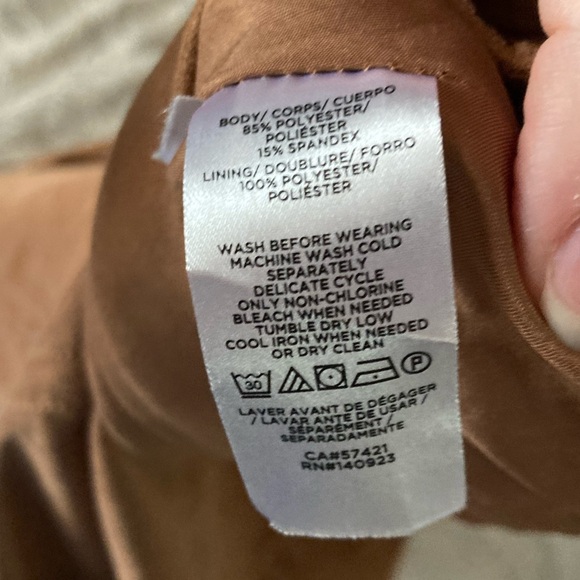 BODY/ CORPS/ CUERPO
85% POLYESTER/
POLIÉSTER
15% SPANDEX
LINING/ DOUBLURE/ FORRO
100% POLYESTER/
POLIÉSTER
WASH BEFORE WEARING
MACHINE WASH COLD
SEPARATELY
DELICATE CYCLE
ONLY NON-CHLORINE
BLEACH WHEN NEEDED
TUMBLE DRY LOW
COOL IRON WHEN NEEDED
OR DRY CLEAN
30 P
LAVER AVANT DE DÉGAGER
/ LAVAR ANTE DE USAR /
SÉPARÉMENT/
SEPARADAMENTE
CA#57421
RN#140923